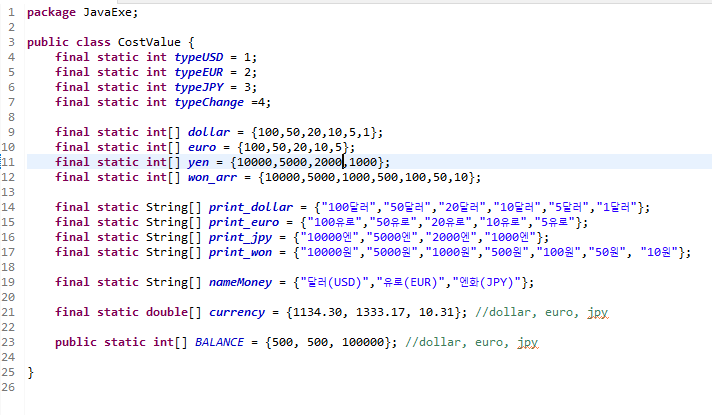 1 package JavaExe;
2
3 public class CostValue {
4 final static int typeUSD = 1;
5 final static int typeEUR = 2;
6 final static int typeJPY = 3;
7 final static int typeChange =4;
8
9 final static int[] dollar = {100,50,20,10,5,1};
10 final static int[] euro = {100,50,20,10,5};
11 final static int[] yen = {10000,5000,2000,1000};
12 final static int[] won_arr = {10000,5000,1000,500,100,50,10};
13
14 final static String[] print_dollar = {"100달러","50달러","20달러","10달러","5달러","1달러"};
15 final static String[] print_euro = {"100유로","50유로","20유로","10유로","5유로"};
16 final static String[] print_jpy = {"10000엔","5000엔","2000엔","1000엔"};
17 final static String[] print_won = {"10000원","5000원","1000원","500원","100원","50원", "10원"};
18
19 final static String[] nameMoney = {"달러(USD)","유로(EUR)","엔화(JPY)"};
20
21 final static double[] currency = {1134.30, 1333.17, 10.31}; //dollar, euro, jpy
22
23 public static int[] BALANCE = {500, 500, 100000}; //dollar, euro, jpy
24
25 }
26